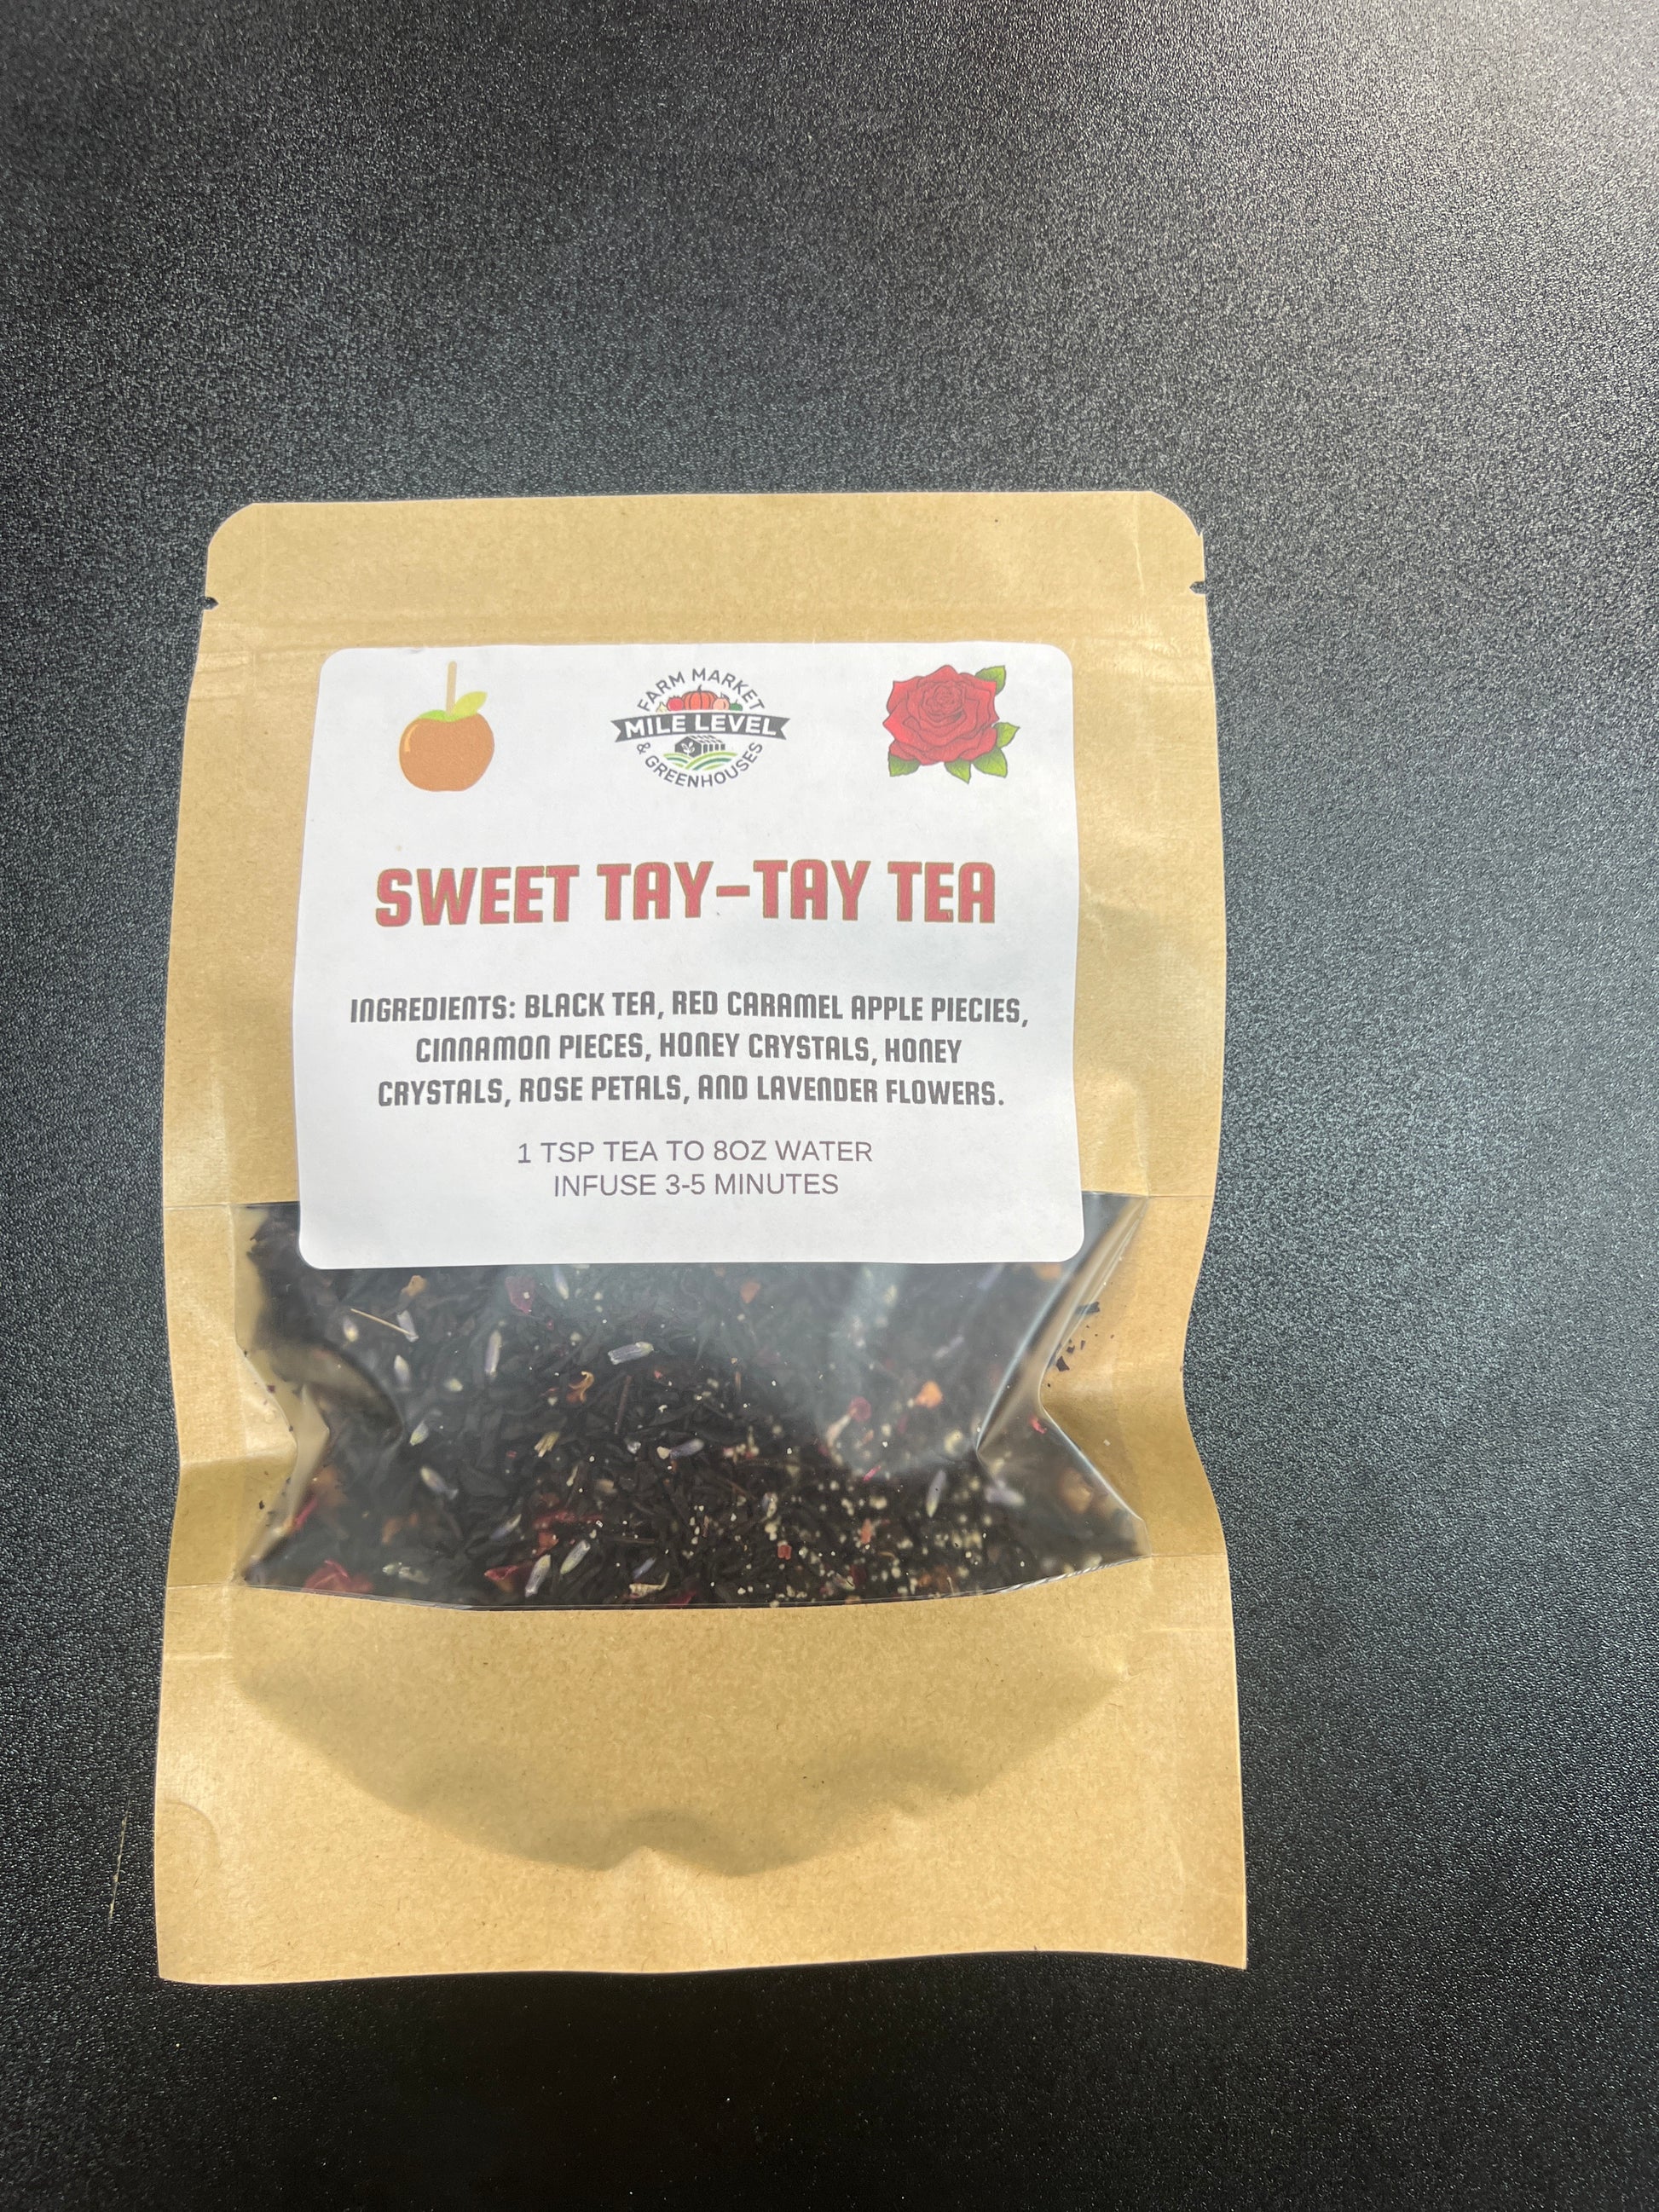 FARM MARKET
MILE LEVEL
& GREENHOUSES
SWEET TAY-TAY TEA
INGREDIENTS: BLACK TEA, RED CARAMEL APPLE PIECIES,
CINNAMON PIECES, HONEY CRYSTALS, HONEY
CRYSTALS, ROSE PETALS, AND LAVENDER FLOWERS.
1 TSP TEA TO 8OZ WATER
INFUSE 3-5 MINUTES